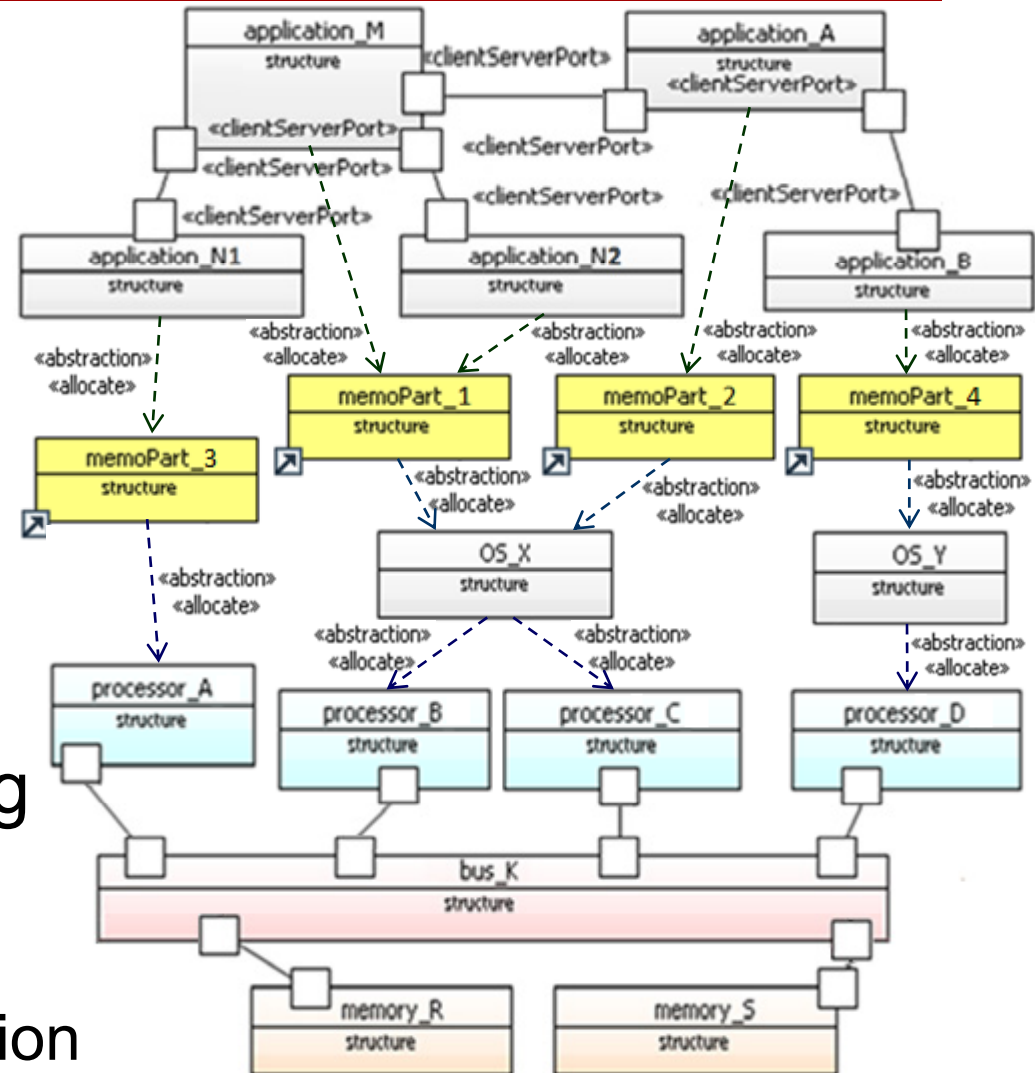 application_M
structure
«clientServerPort»
application_A
structure
«clientServerPort»
«clientServerPort»
«clientServerPort»
«clientServerPort»
«clientServerPort»
«clientServerPort»
«clientServerPort»
application_N1
structure
application_N2
structure
application_B
structure
«abstraction»
«allocate»
«abstraction»
«allocate»
«abstraction»
«allocate»
«abstraction»
«allocate»
«abstraction»
«allocate»
memoPart_1
structure
memoPart_2
structure
memoPart_4
structure
memoPart_3
structure
«abstraction»
«allocate»
«abstraction»
«allocate»
«abstraction»
«allocate»
OS_X
structure
OS_Y
structure
«abstraction»
«allocate»
«abstraction»
«allocate»
«abstraction»
«allocate»
«abstraction»
«allocate»
processor_A
structure
processor_B
structure
processor_C
structure
processor_D
structure
g
bus_K
structure
memory_R
structure
memory_S
structure
ion